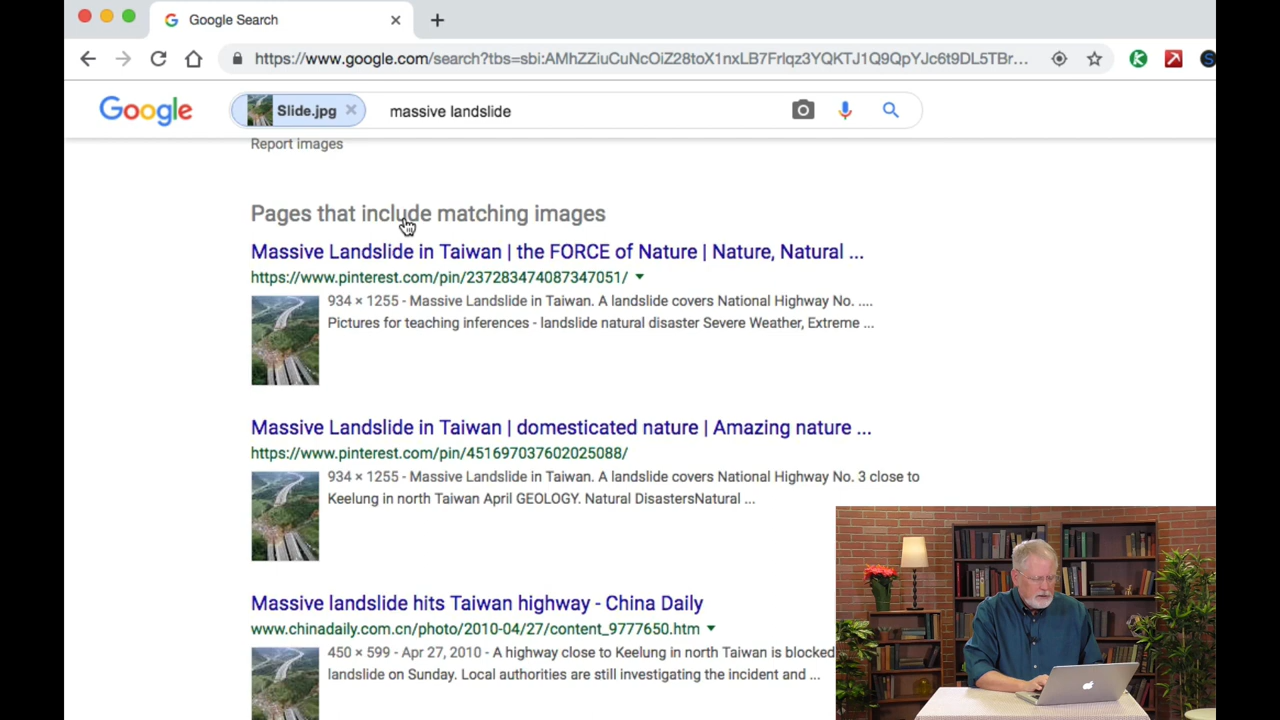 Google Search
https://www.google.com/search?tbs=sbi:AMhZZiuCuNcOiZ28toX1nxLB7Frlqz3YQKTJ1Q9QpYJc6t9DL5TBr...
Google
Slide.jpg
massive landslide
Report images
Pages that include matching images
Massive Landslide in Taiwan | the FORCE of Nature | Nature, Natural ...
https://www.pinterest.com/pin/237283474087347051/
934 × 1255 - Massive Landslide in Taiwan. A landslide covers National Highway No. ....
Pictures for teaching inferences - landslide natural disaster Severe Weather, Extreme ...
Massive Landslide in Taiwan | domesticated nature | Amazing nature ...
https://www.pinterest.com/pin/451697037602025088/
934 × 1255 - Massive Landslide in Taiwan. A landslide covers National Highway No. 3 close to
Keelung in north Taiwan April GEOLOGY. Natural DisastersNatural ...
Massive landslide hits Taiwan highway - China Daily
www.chinadaily.com.cn/photo/2010-04/27/content_9777650.htm
450 × 599 - Apr 27, 2010 - A highway close to Keelung in north Taiwan is blocked
landslide on Sunday. Local authorities are still investigating the incident and ...